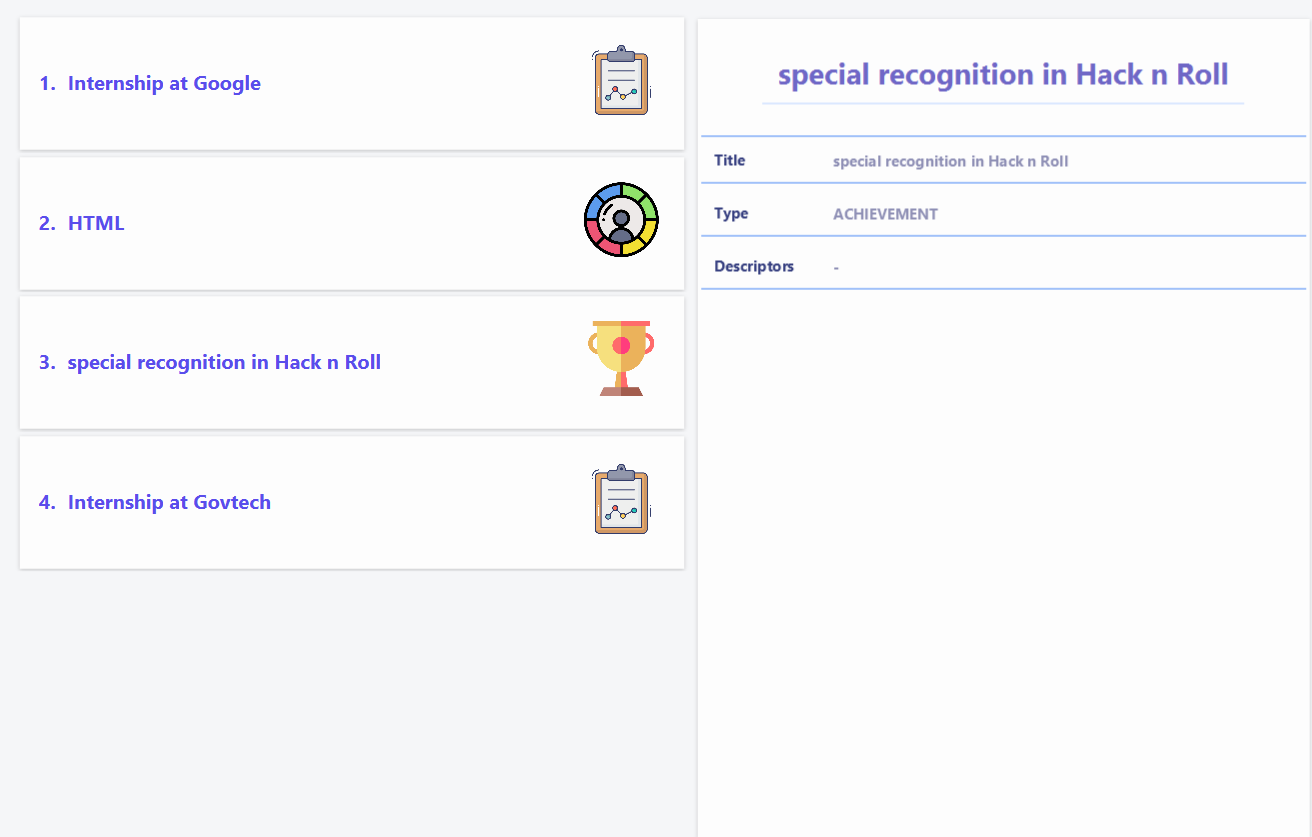 1. Internship at Google
2. HTML
3. special recognition in Hack n Roll
4. Internship at Govtech
special recognition in Hack n Roll
Title special recognition in Hack n Roll
Type ACHIEVEMENT
Descriptors -